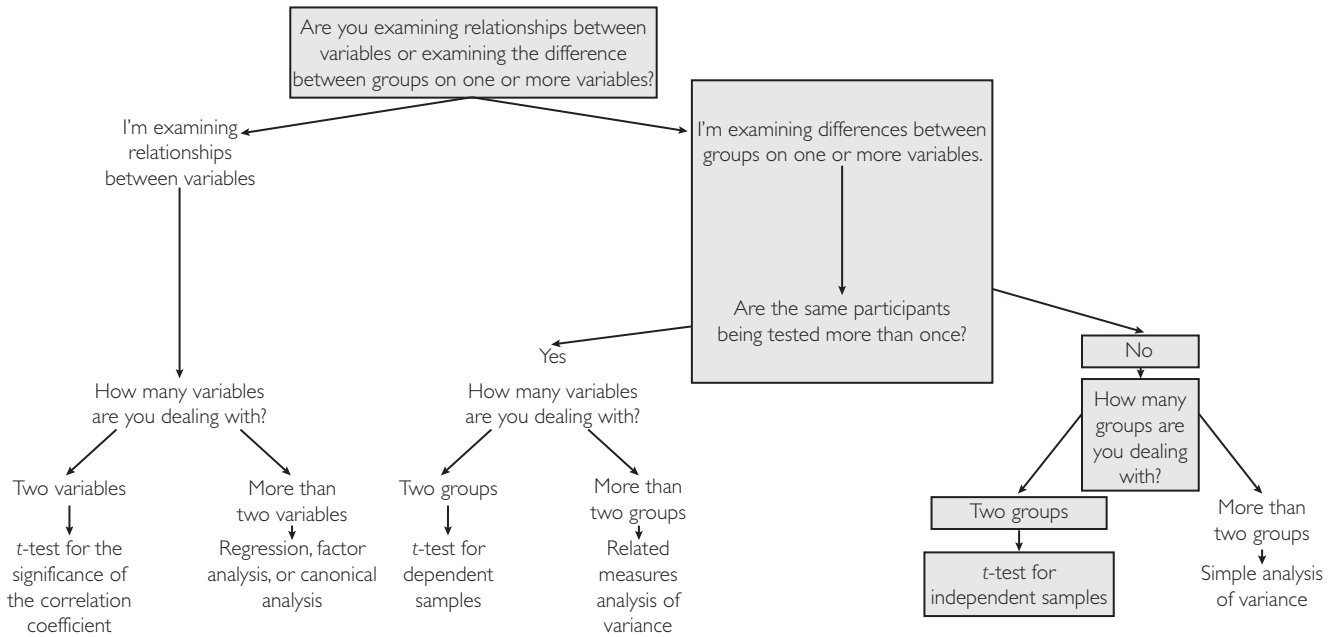 Are you examining relationships between
variables or examining the difference
between groups on one or more variables?
I'm examining
relationships
between variables
I'm examining differences between
groups on one or more variables.
Are the same participants
being tested more than once?
Yes
No
How many variables
are you dealing with?
How many variables
are you dealing with?
How many
groups are
you dealing
with?
Two variables
More than
two variables
Two groups
More than
two groups
Two groups
More than
two groups
t-test for the
significance of
the correlation
coefficient
Regression, factor
analysis, or canonical
analysis
t-test for
dependent
samples
Related
measures
analysis of
variance
t-test for
independent samples
Simple analysis
of variance